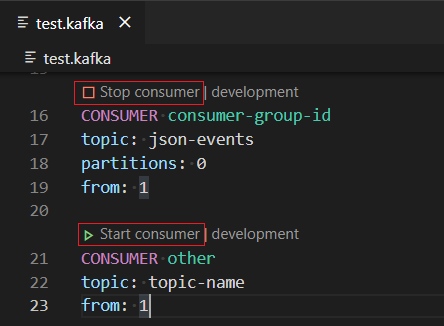 test.kafka
test.kafka
Stop consumer | development
16 CONSUMER consumer-group-id
17 topic: json-events
18 partitions: 0
19 from: 1
20
Start consumer | development
21 CONSUMER other
22 topic: topic-name
23 from: 1